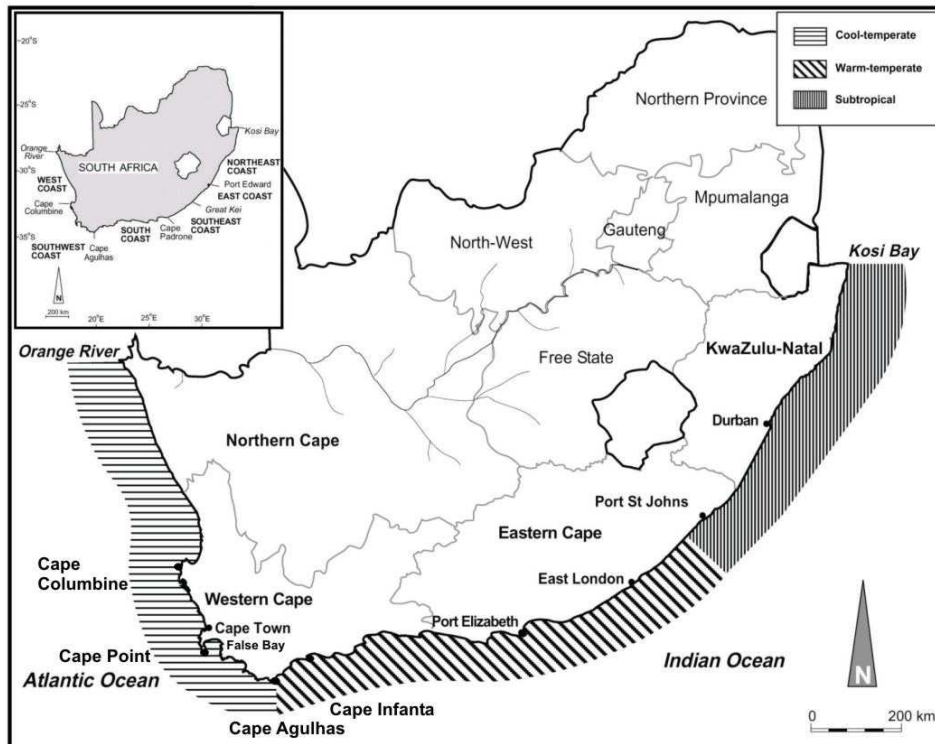 20°S
25°S
30°S
35°S
Orange
River
Kosi Bay
SOUTH AFRICA
WEST
COAST
NORTHEAST
COAST
Port Edward
EAST COAST
Cape
Columbine
Great Kei
SOUTH
COAST
Cape
Padrone
SOUTHEAST
COAST
SOUTHWEST
COAST
Cape
Agulhas
N
200 km
20°E
25°E
30°E
Cool-temperate
Warm-temperate
Subtropical
Northern Province
Mpumalanga
North-West
Gauteng
Kosi Bay
Orange River
Free State
KwaZulu-Natal
Durban
Northern Cape
Port St Johns
Eastern Cape
Cape
Columbine
East London
Western Cape
Port Elizabeth
Cape Town
False Bay
Cape Point
Atlantic Ocean
Indian Ocean
Cape Infanta
Cape Agulhas
N
0
200 km